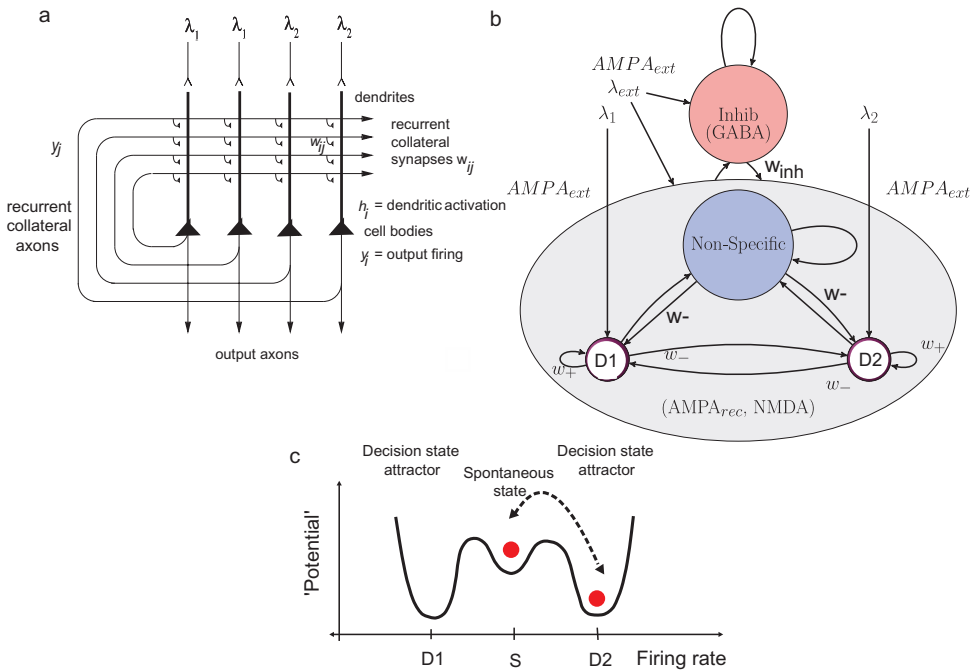 a
λ1 λ1 λ2 λ2
dendrites
yj
wij
recurrent
collateral
synapses wij
recurrent
collateral
axons
hi = dendritic activation
cell bodies
yi = output firing
output axons
b
AMPAext
λext
λ1
Inhib
(GABA)
λ2
winh
AMPAext
AMPAext
Non-Specific
w-
w-
D1
w+
w−
D2
w+
w−
(AMPArec, NMDA)
c
Decision state
attractor
Spontaneous
state
Decision state
attractor
'Potential'
D1
S
D2
Firing rate